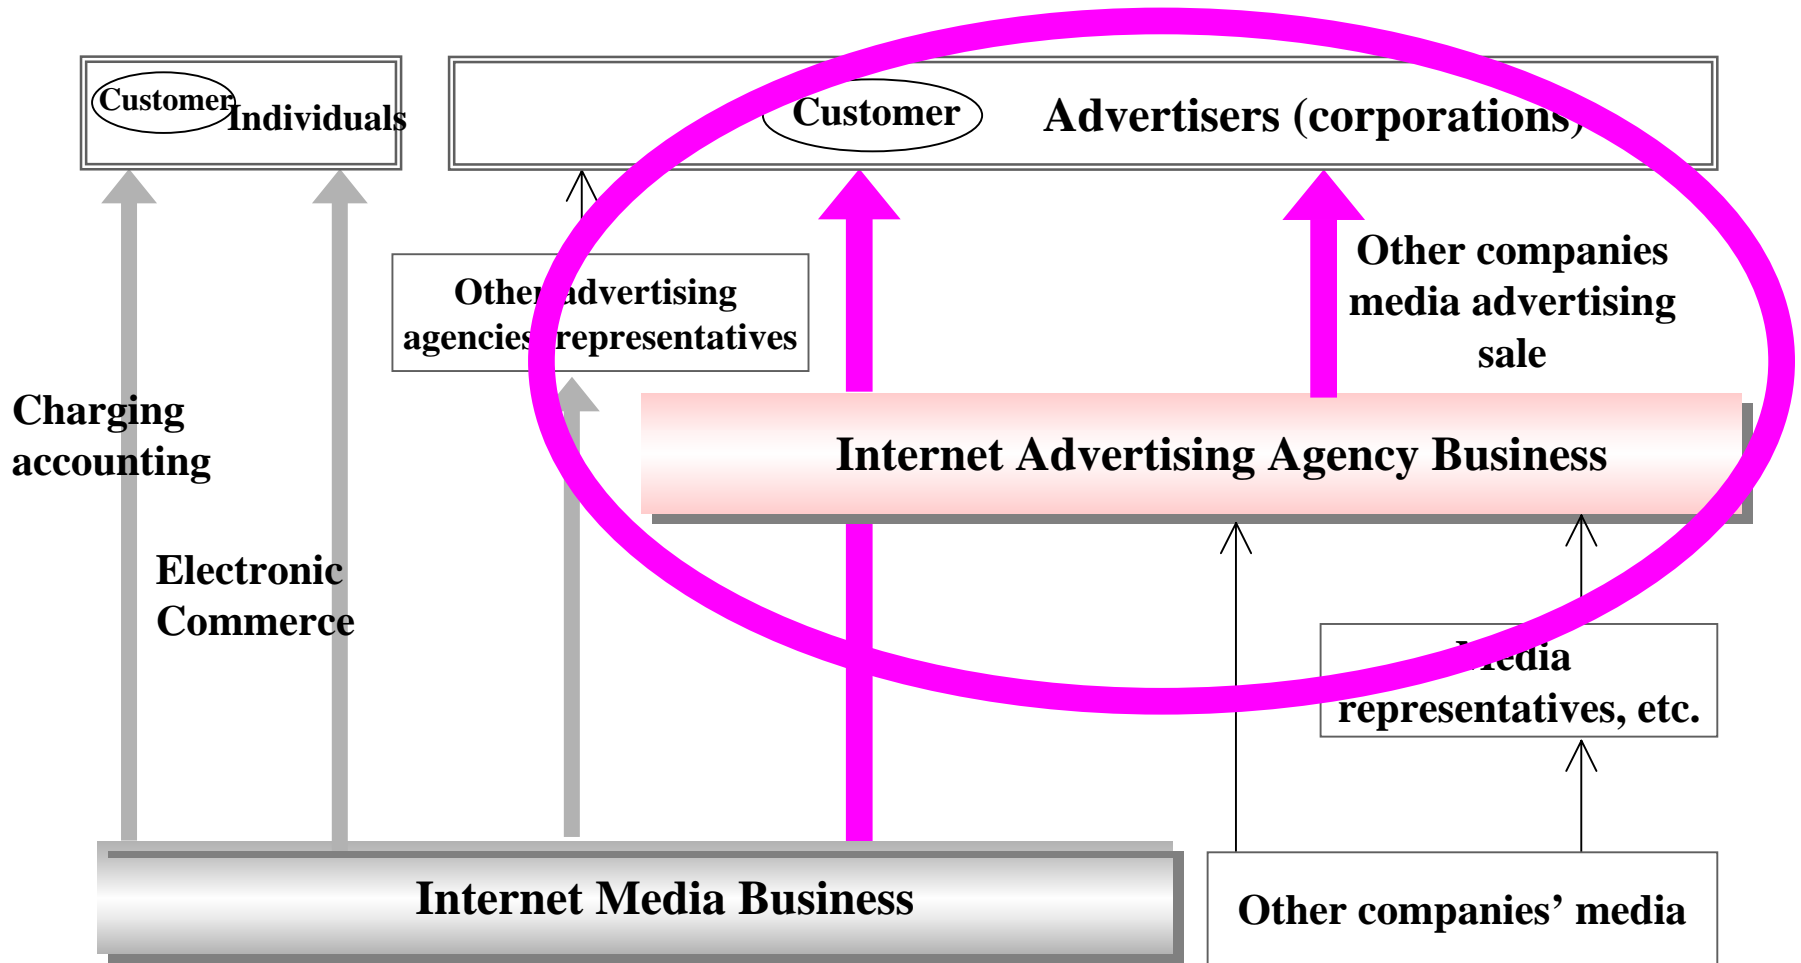 Customer
Individuals
Customer
Advertisers (corporations)
Other advertising
agencies representatives
Other companies
media advertising
sale
Charging
accounting
Internet Advertising Agency Business
Electronic
Commerce
Media
representatives, etc.
Internet Media Business
Other companies’ media